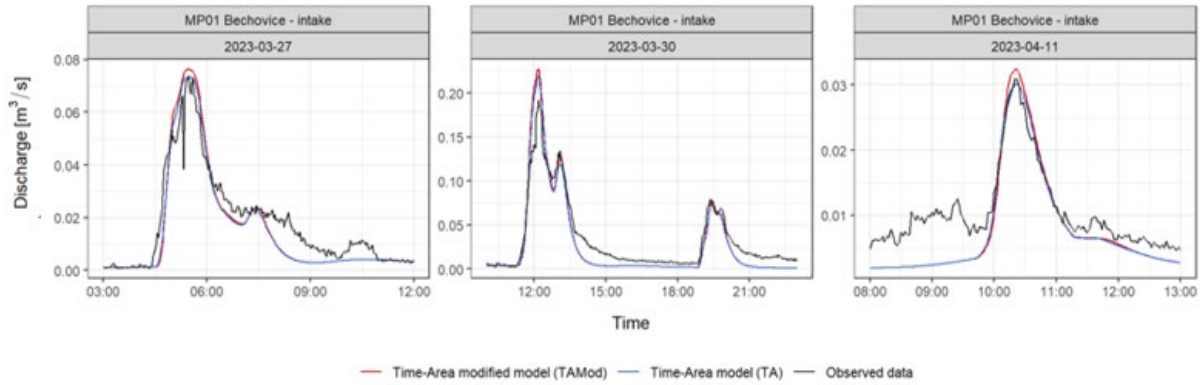 MP01 Bechovice - intake
2023-03-27
MP01 Bechovice - intake
2023-03-30
MP01 Bechovice - intake
2023-04-11
Discharge [m³/s]
0.08
0.06
0.04
0.02
0.00
03:00 06:00 09:00 12:00
0.20
0.15
0.10
0.05
0.00
12:00 15:00 18:00 21:00
0.03
0.02
0.01
08:00 09:00 10:00 11:00 12:00 13:00
Time
Time-Area modified model (TAMod) Time-Area model (TA) Observed data